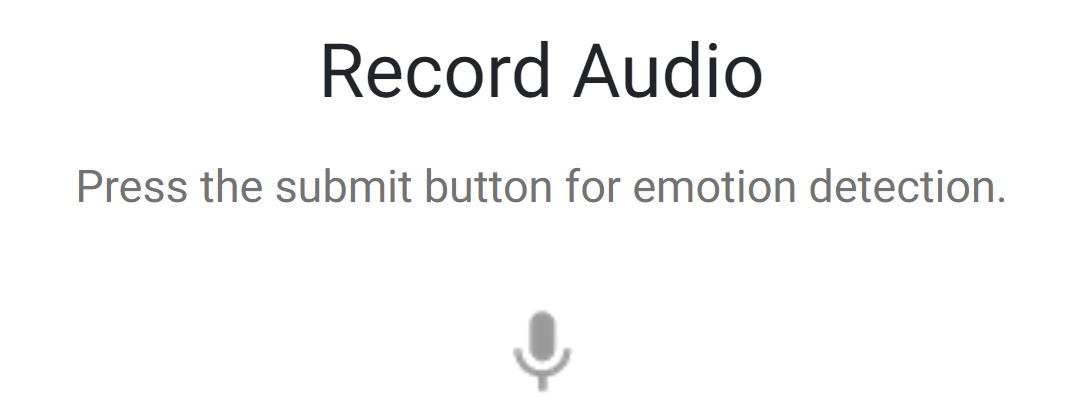 Record Audio
Press the submit button for emotion detection.